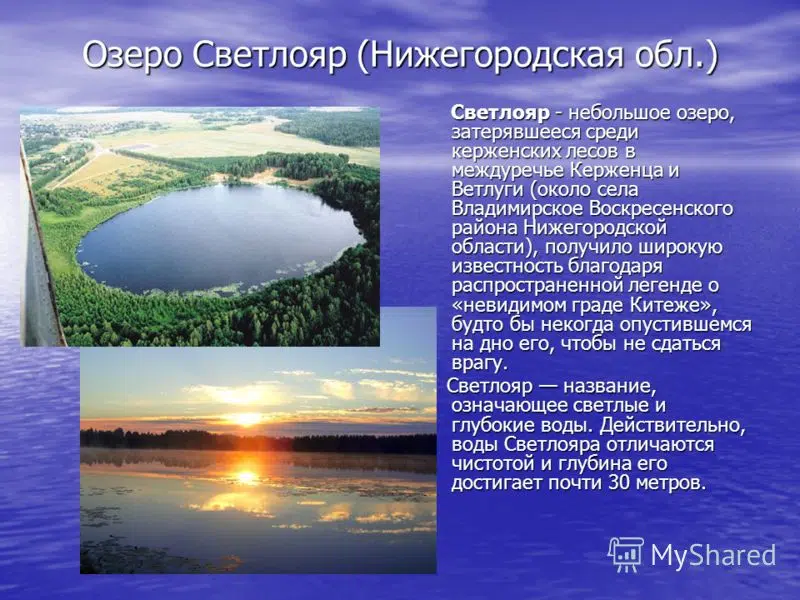 Озеро Светлояр (Нижегородская обл.)
Светлояр - небольшое озеро,
затерявшееся среди
керженских лесов в
междуречье Керженца и
Ветлуги (около села
Владимирское Воскресенского
района Нижегородской
области), получило широкую
известность благодаря
распространенной легенде о
«невидимом граде Китеже»,
будто бы некогда опустившемся
на дно его, чтобы не сдаться
врагу.
Светлояр — название,
означающее светлые и
глубокие воды. Действительно,
воды Светлояра отличаются
чистотой и глубина его
достигает почти 30 метров.
MyShared